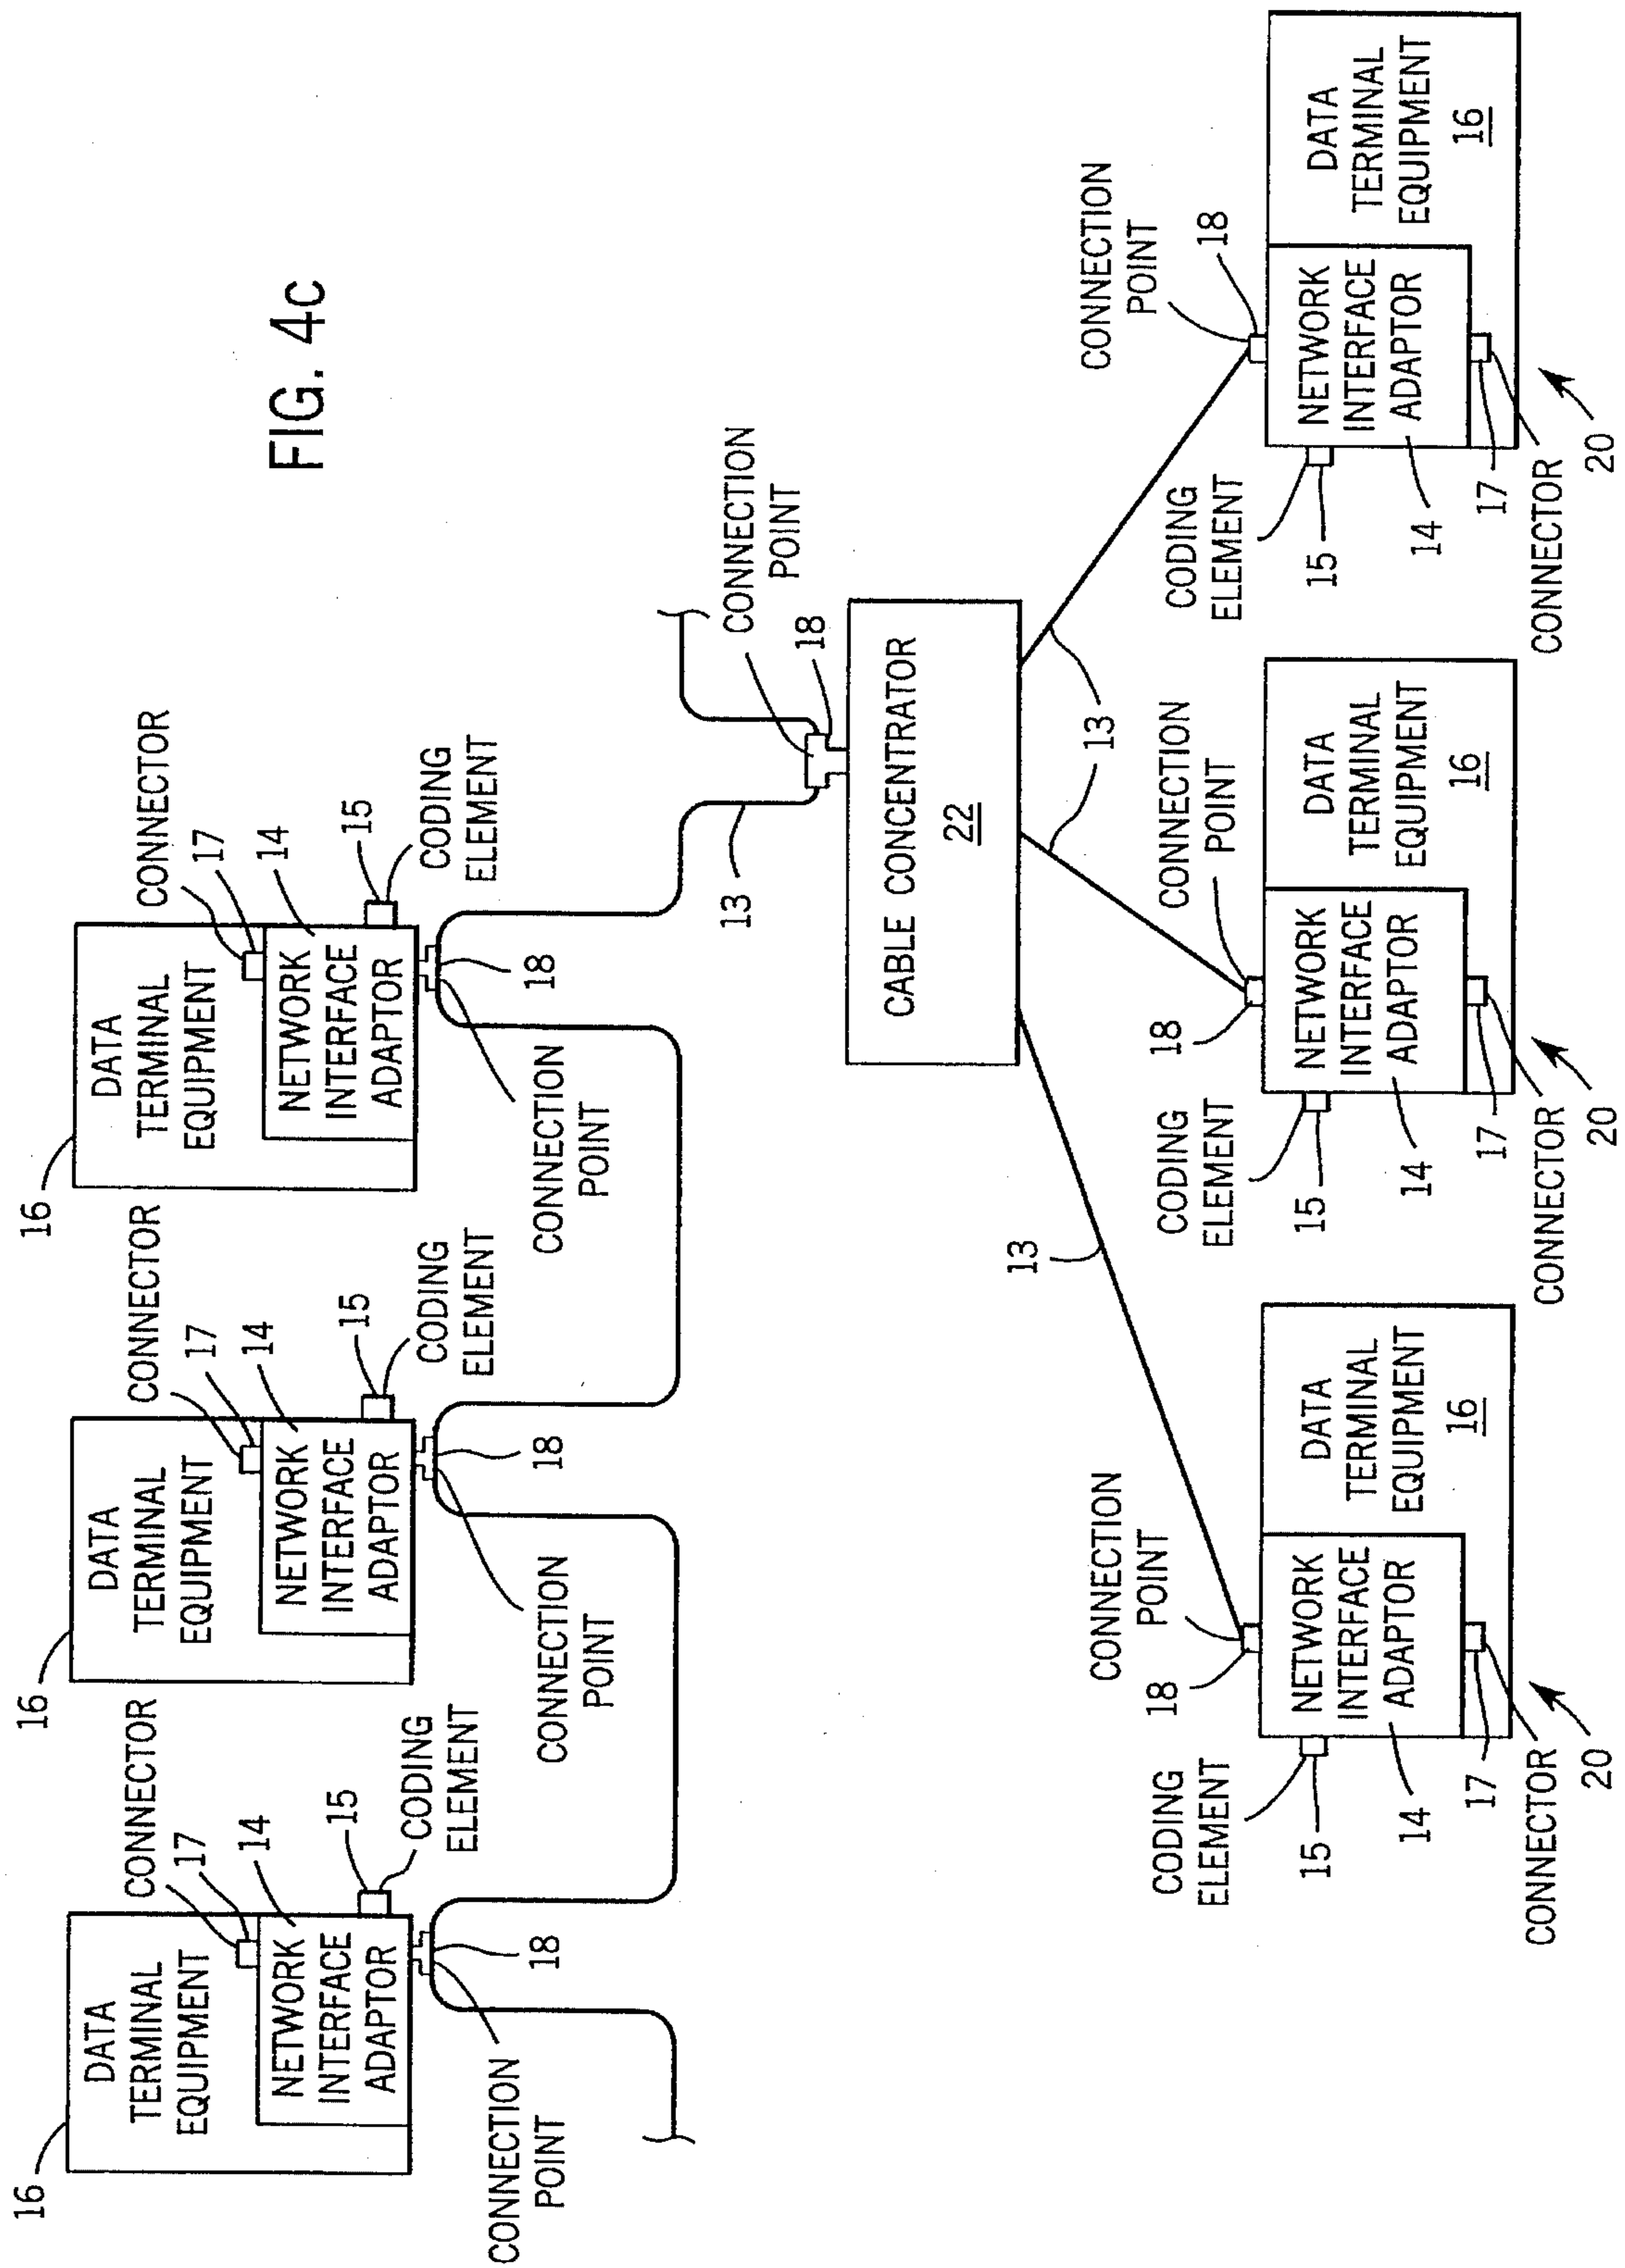 FIG. 4c
16
DATA
TERMINAL
EQUIPMENT
CONNECTOR
17
14
NETWORK
INTERFACE
ADAPTOR
15
CODING
ELEMENT
18
CONNECTION
POINT
16
DATA
TERMINAL
EQUIPMENT
CONNECTOR
17
14
NETWORK
INTERFACE
ADAPTOR
15
CODING
ELEMENT
18
CONNECTION
POINT
16
DATA
TERMINAL
EQUIPMENT
CONNECTOR
17
14
NETWORK
INTERFACE
ADAPTOR
15
CODING
ELEMENT
18
CONNECTION
POINT
13
CONNECTION
POINT
18
CABLE CONCENTRATOR
22
13
13
CONNECTION
POINT
18
CODING
ELEMENT
15
NETWORK
INTERFACE
ADAPTOR
14
DATA
TERMINAL
EQUIPMENT
16
17
CONNECTOR
20
CONNECTION
POINT
18
CODING
ELEMENT
15
NETWORK
INTERFACE
ADAPTOR
14
DATA
TERMINAL
EQUIPMENT
16
17
CONNECTOR
20
CONNECTION
POINT
18
CODING
ELEMENT
15
NETWORK
INTERFACE
ADAPTOR
14
DATA
TERMINAL
EQUIPMENT
16
17
CONNECTOR
20